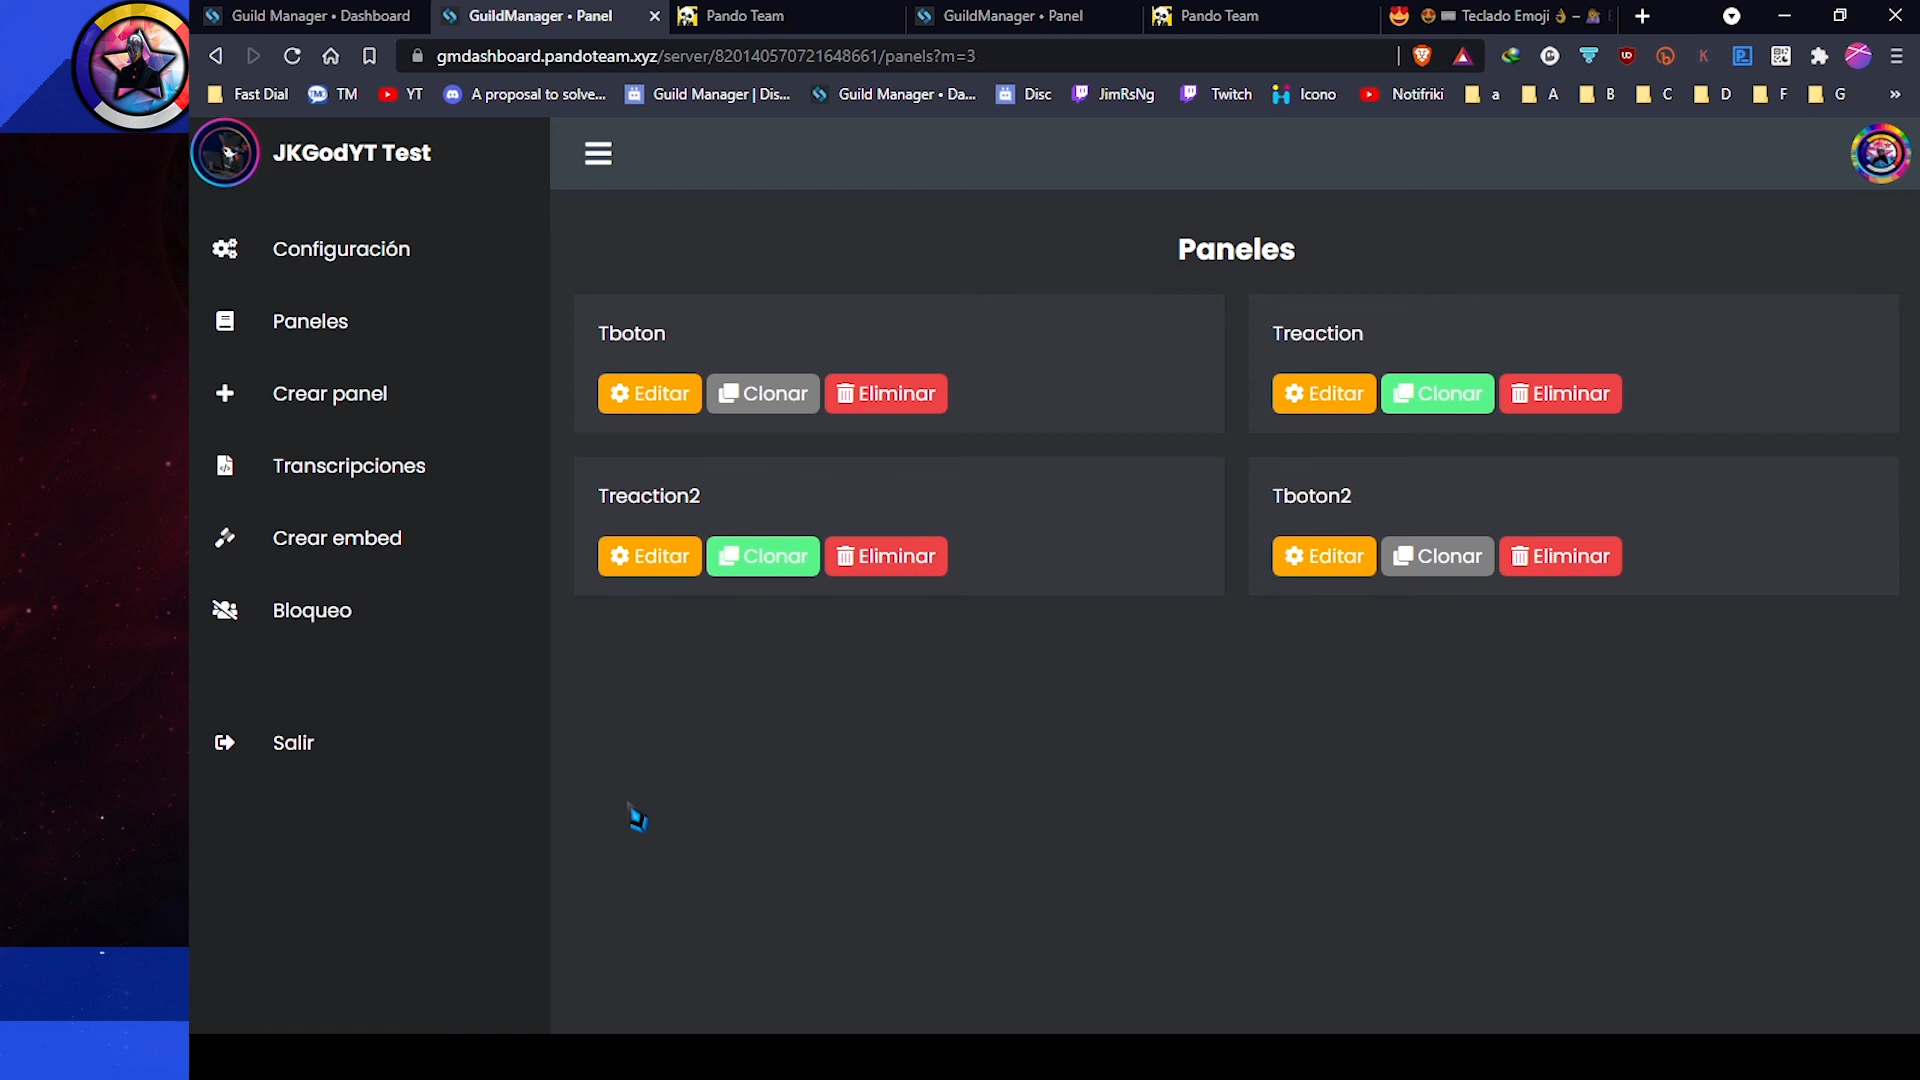 Guild Manager • Dashboard
GuildManager • Panel
Pando Team
GuildManager • Panel
Pando Team
Teclado Emoji
gmdashboard.pandoteam.xyz/server/820140570721648661/panels?m=3
Fast Dial
TM
YT
A proposal to solve...
Guild Manager | Dis...
Guild Manager • Da...
Disc
JimRsNg
Twitch
Icono
Notifriki
a
A
B
C
D
F
G
»
JKGodYT Test
Configuración
Paneles
Crear panel
Transcripciones
Crear embed
Bloqueo
Salir
Paneles
Tboton
Editar Clonar Eliminar
Treaction
Editar Clonar Eliminar
Treaction2
Editar Clonar Eliminar
Tboton2
Editar Clonar Eliminar